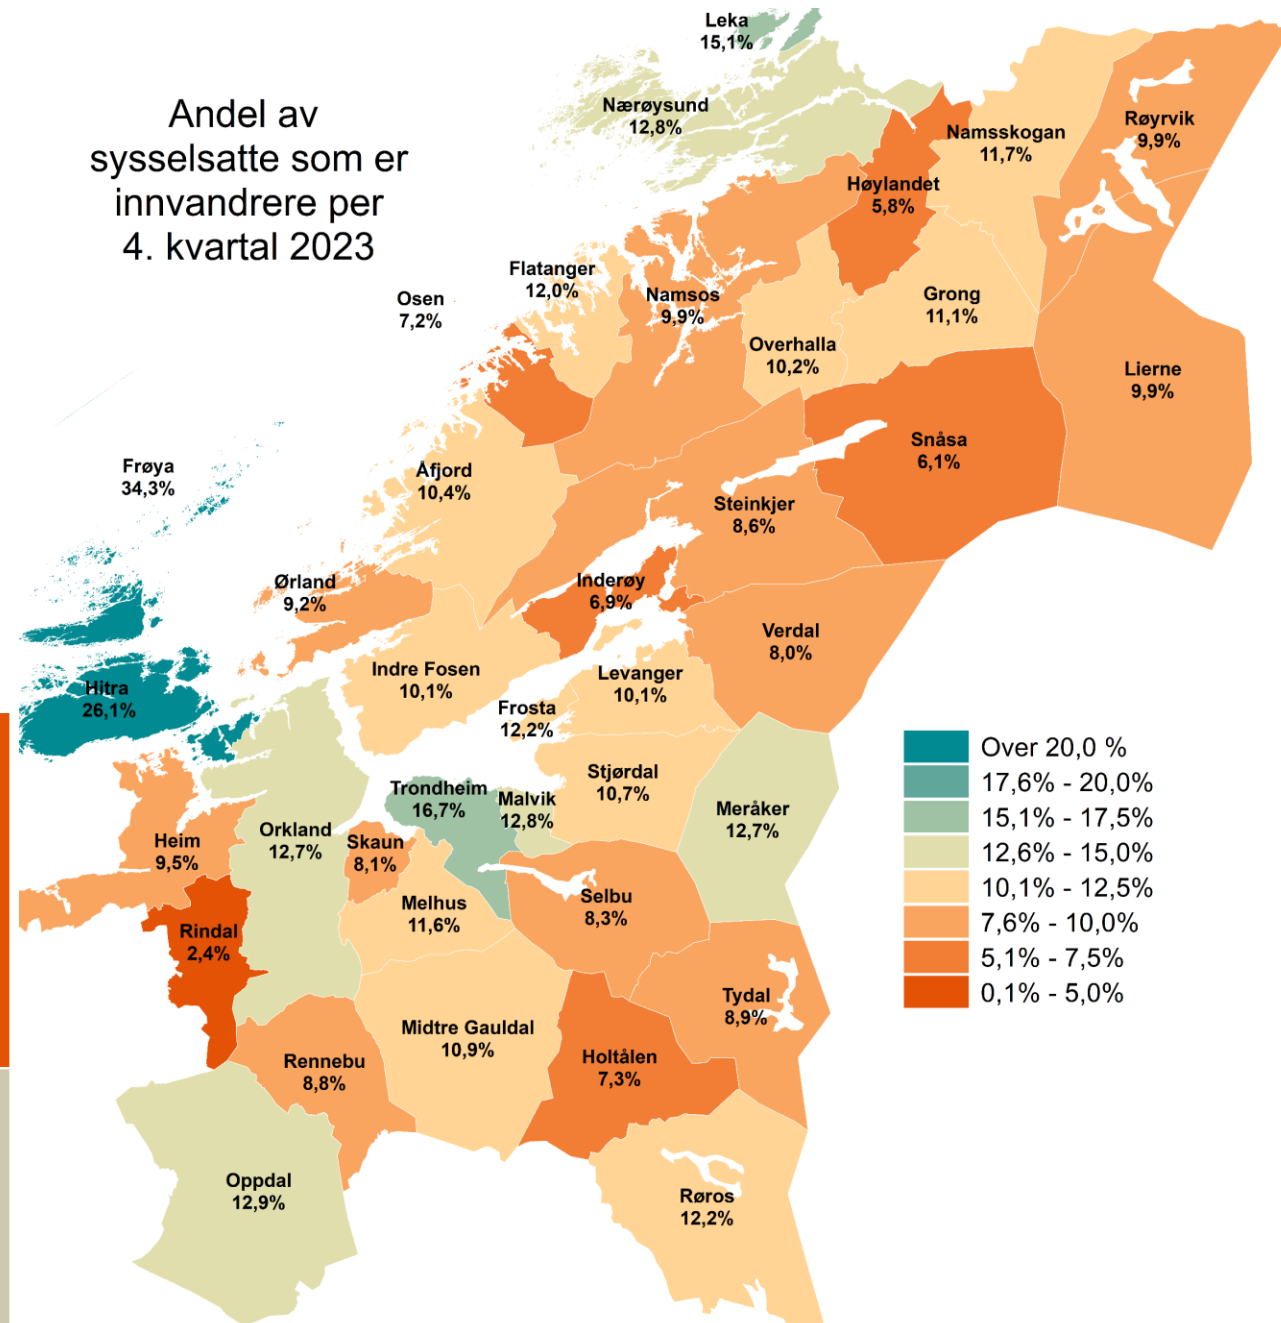 Andel av
sysselsatte som er
innvandrere per
4. kvartal 2023
Leka
15,1%
Nærøysund
12,8%
Namsskogan
11,7%
Røyrvik
9,9%
Høylandet
5,8%
Flatanger
12,0%
Osen
7,2%
Namsos
9,9%
Grong
11,1%
Overhalla
10,2%
Lierne
9,9%
Snåsa
6,1%
Frøya
34,3%
Åfjord
10,4%
Steinkjer
8,6%
Ørland
9,2%
Inderøy
6,9%
Verdal
8,0%
Indre Fosen
10,1%
Levanger
10,1%
Hitra
26,1%
Frosta
12,2%
Stjørdal
10,7%
Trondheim
16,7%
Malvik
12,8%
Meråker
12,7%
Heim
9,5%
Orkland
12,7%
Skaun
8,1%
Melhus
11,6%
Selbu
8,3%
Rindal
2,4%
Tydal
8,9%
Midtre Gauldal
10,9%
Holtålen
7,3%
Rennebu
8,8%
Oppdal
12,9%
Røros
12,2%
Over 20,0 %
17,6% - 20,0%
15,1% - 17,5%
12,6% - 15,0%
10,1% - 12,5%
7,6% - 10,0%
5,1% - 7,5%
0,1% - 5,0%